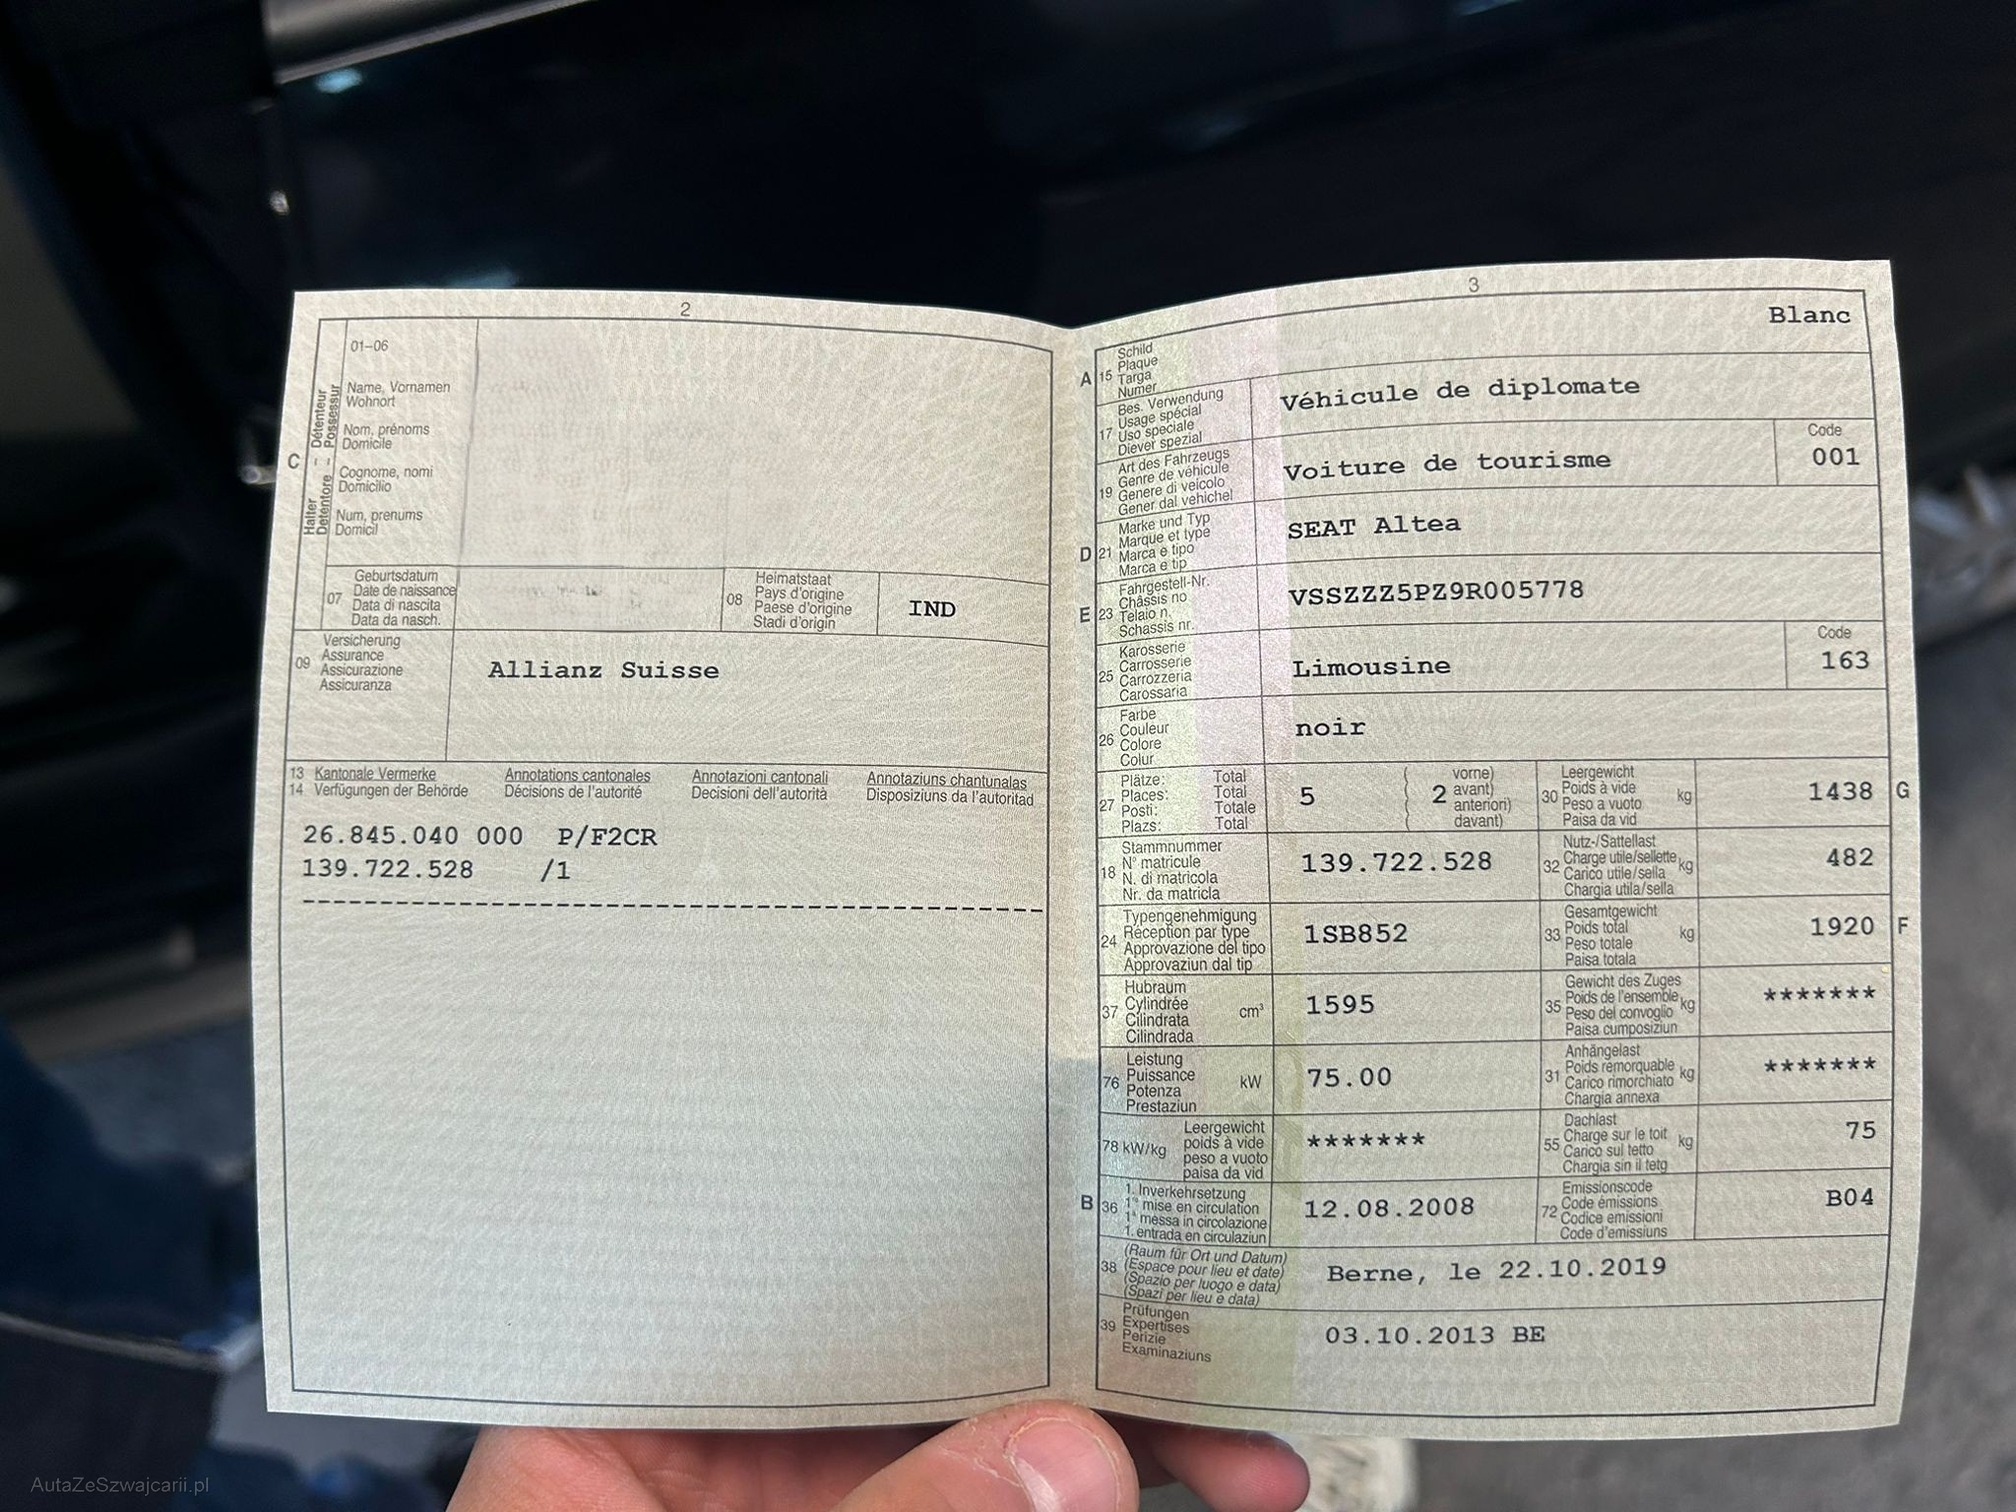 2
01–06
Name, Vornamen
Wohnort
Nom, prénoms
Domicile
Cognome, nomi
Domicilio
Num, prenums
Domicil
C
Halter – Détenteur
Detentore – Possessur
07
Geburtsdatum
Date de naissance
Data di nascita
Data da nasch.
08
Heimatstaat
Pays d'origine
Paese d'origine
Stadi d'origin
IND
09
Versicherung
Assurance
Assicurazione
Assicuranza
Allianz Suisse
13 Kantonale Vermerke Annotations cantonales Annotazioni cantonali Annotaziuns chantunalas
14 Verfügungen der Behörde Décisions de l'autorité Decisioni dell'autorità Disposiziuns da l'autoritad
26.845.040 000 P/F2CR
139.722.528 /1
3
Blanc
A 15
Schild
Plaque
Targa
Numer
17
Bes. Verwendung
Usage spécial
Uso speciale
Diever spezial
Véhicule de diplomate
19
Art des Fahrzeugs
Genre de véhicule
Genere di veicolo
Gener dal vehichel
Voiture de tourisme
Code
001
D 21
Marke und Typ
Marque et type
Marca e tipo
Marca e tip
SEAT Altea
E 23
Fahrgestell-Nr.
Châssis no
Telaio n.
Schassis nr.
VSSZZZ5PZ9R005778
25
Karosserie
Carrosserie
Carrozzeria
Carossaria
Limousine
Code
163
26
Farbe
Couleur
Colore
Colur
noir
27
Plätze: Total
Places: Total
Posti: Totale
Plazs: Total
5
( 2 vorne)
( avant)
( anteriori)
( davant)
30
Leergewicht
Poids à vide
Peso a vuoto
Paisa da vid
kg
1438
G
18
Stammnummer
N° matricule
N. di matricola
Nr. da matricla
139.722.528
32
Nutz-/Sattellast
Charge utile/sellette
Carico utile/sella
Chargia utila/sella
kg
482
24
Typengenehmigung
Réception par type
Approvazione del tipo
Approvaziun dal tip
1SB852
33
Gesamtgewicht
Poids total
Peso totale
Paisa totala
kg
1920
F
37
Hubraum
Cylindrée
Cilindrata
Cilindrada
cm³
1595
35
Gewicht des Zuges
Poids de l'ensemble
Peso del convoglio
Paisa cumposiziun
kg
*******
76
Leistung
Puissance
Potenza
Prestaziun
kW
75.00
31
Anhängelast
Poids remorquable
Carico rimorchiato
Chargia annexa
kg
*******
78 kW/kg
Leergewicht
poids à vide
peso a vuoto
paisa da vid
*******
55
Dachlast
Charge sur le toit
Carico sul tetto
Chargia sin il tetg
kg
75
B 36
1. Inverkehrsetzung
1re mise en circulation
1a messa in circolazione
1. entrada en circulaziun
12.08.2008
72
Emissionscode
Code émissions
Codice emissioni
Code d'emissiuns
B04
38
(Raum für Ort und Datum)
(Espace pour lieu et date)
(Spazio per luogo e data)
(Spazi per lieu e data)
Berne, le 22.10.2019
39
Prüfungen
Expertises
Perizie
Examinaziuns
03.10.2013 BE
AutaZeSzwajcarii.pl